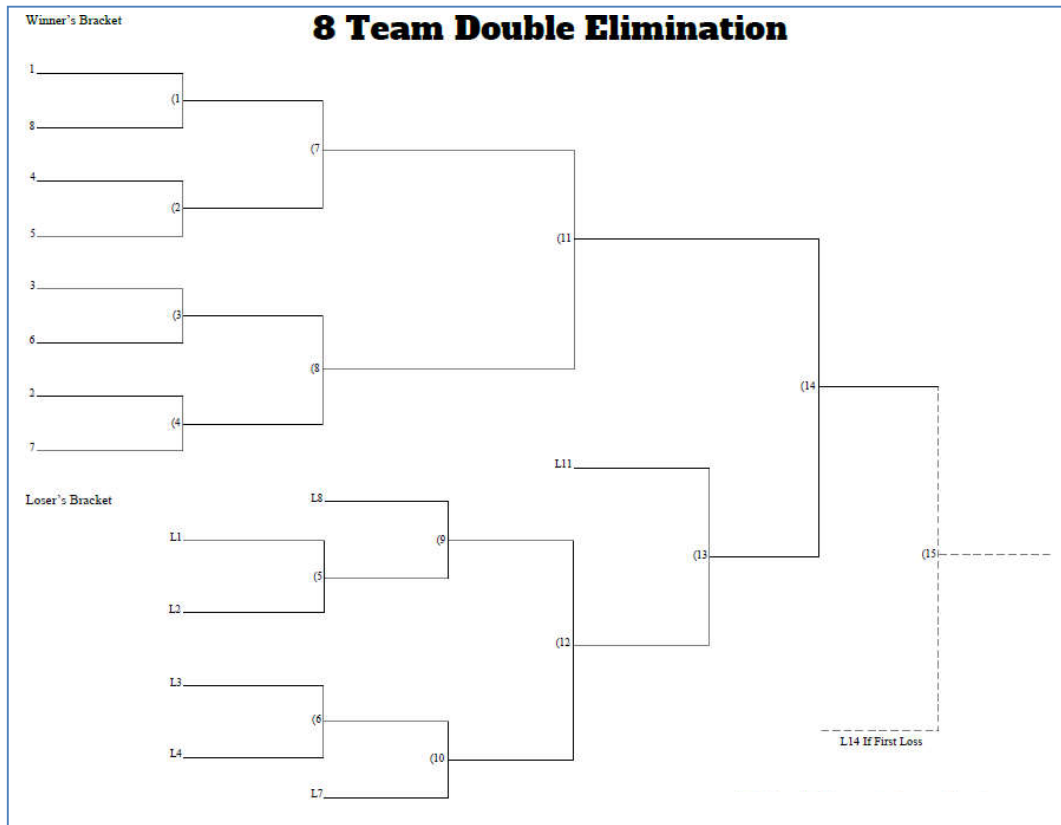 Winner's Bracket
8 Team Double Elimination
1
(1
8
(7
4
(2
5
(11
3
(3
6
(8
2
(4
7
(14
L11
Loser's Bracket
L8
L1
(9
(13
(15
(5
L2
(12
L3
(6
L4
(10
L14 If First Loss
L7